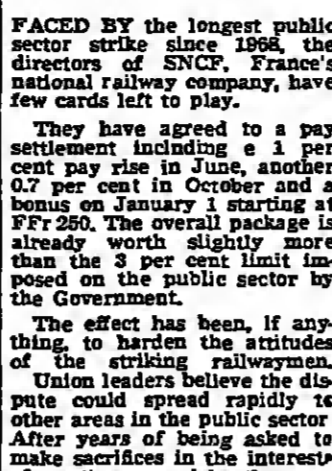 FACED BY the longest public
sector strike since 1968, the
directors of SNCF, France's
national railway company, have
few cards left to play.
They have agreed to a pay
settlement including e 1 per
cent pay rise in June, another
0.7 per cent in October and a
bonus on January 1 starting at
FFr 250. The overall package is
already worth slightly more
than the 3 per cent limit im-
posed on the public sector by
the Government.
The effect has been, if any-
thing, to harden the attitudes
of the striking railwaymen.
Union leaders believe the dis-
pute could spread rapidly to
other areas in the public sector
After years of being asked to
make sacrifices in the interests